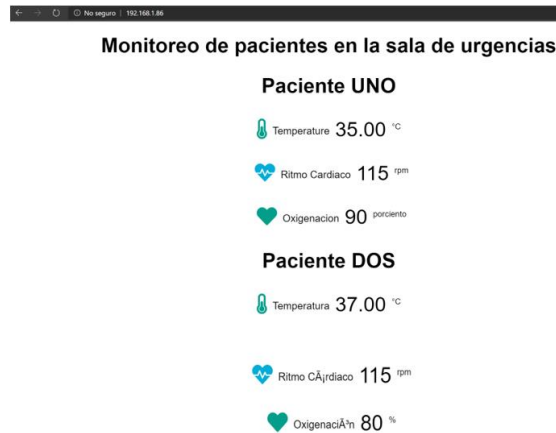 No seguro | 192.168.1.86
Monitoreo de pacientes en la sala de urgencias
Paciente UNO
Temperature 35.00 °C
Ritmo Cardiaco 115 rpm
Oxigenacion 90 porciento
Paciente DOS
Temperatura 37.00 °C
Ritmo CÃ¡rdiaco 115 rpm
OxigenaciÃ³n 80 %